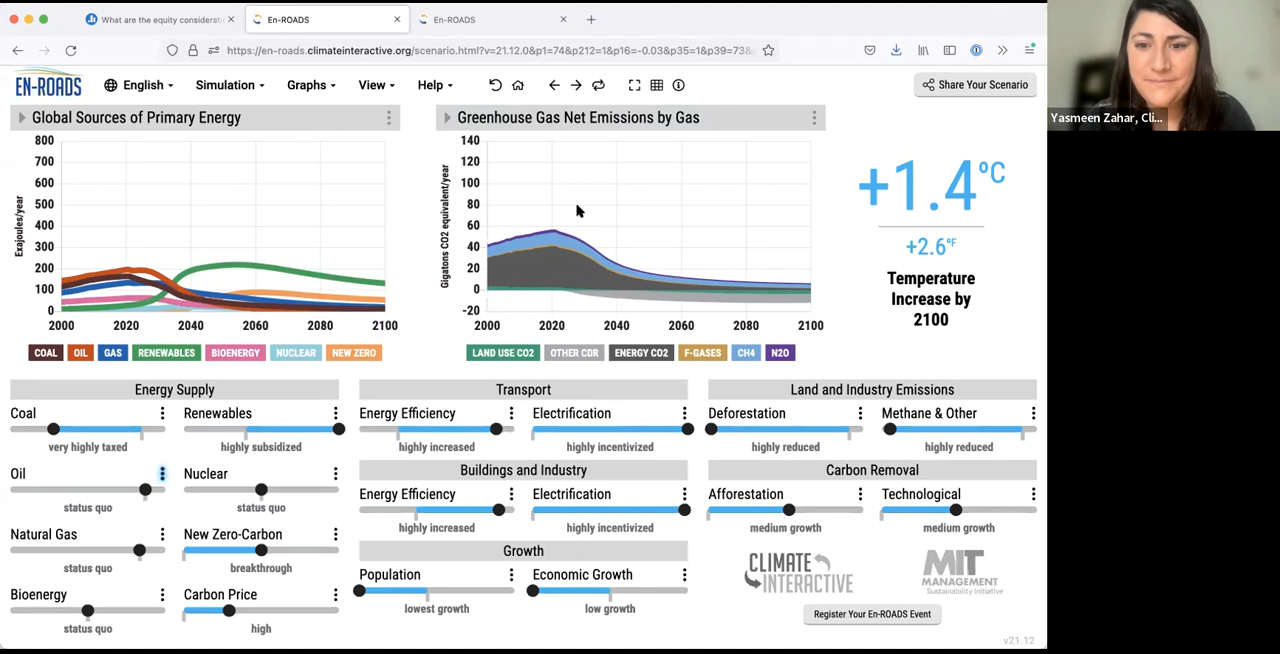 What are the equity considerati
En-ROADS
En-ROADS
https://en-roads.climateinteractive.org/scenario.html?v=21.12.0&p1=74&p212=1&p16=-0.03&p35=1&p39=73&
EN-ROADS
English
Simulation
Graphs
View
Help
Share Your Scenario
Yasmeen Zahar, Cli...
Global Sources of Primary Energy
Exajoules/year
800
700
600
500
400
300
200
100
0
2000
2020
2040
2060
2080
2100
COAL
OIL
GAS
RENEWABLES
BIOENERGY
NUCLEAR
NEW ZERO
Greenhouse Gas Net Emissions by Gas
Gigatons CO2 equivalent/year
140
120
100
80
60
40
20
0
-20
2000
2020
2040
2060
2080
2100
LAND USE CO2
OTHER CDR
ENERGY CO2
F-GASES
CH4
N2O
+1.4°C
+2.6°F
Temperature
Increase by
2100
Energy Supply
Coal
very highly taxed
Renewables
highly subsidized
Oil
status quo
Nuclear
status quo
Natural Gas
status quo
New Zero-Carbon
breakthrough
Bioenergy
status quo
Carbon Price
high
Transport
Energy Efficiency
highly increased
Electrification
highly incentivized
Buildings and Industry
Energy Efficiency
highly increased
Electrification
highly incentivized
Growth
Population
lowest growth
Economic Growth
low growth
Land and Industry Emissions
Deforestation
highly reduced
Methane & Other
highly reduced
Carbon Removal
Afforestation
medium growth
Technological
medium growth
CLIMATE
INTERACTIVE
MIT
MANAGEMENT
Sustainability Initiative
Register Your En-ROADS Event
v21.12